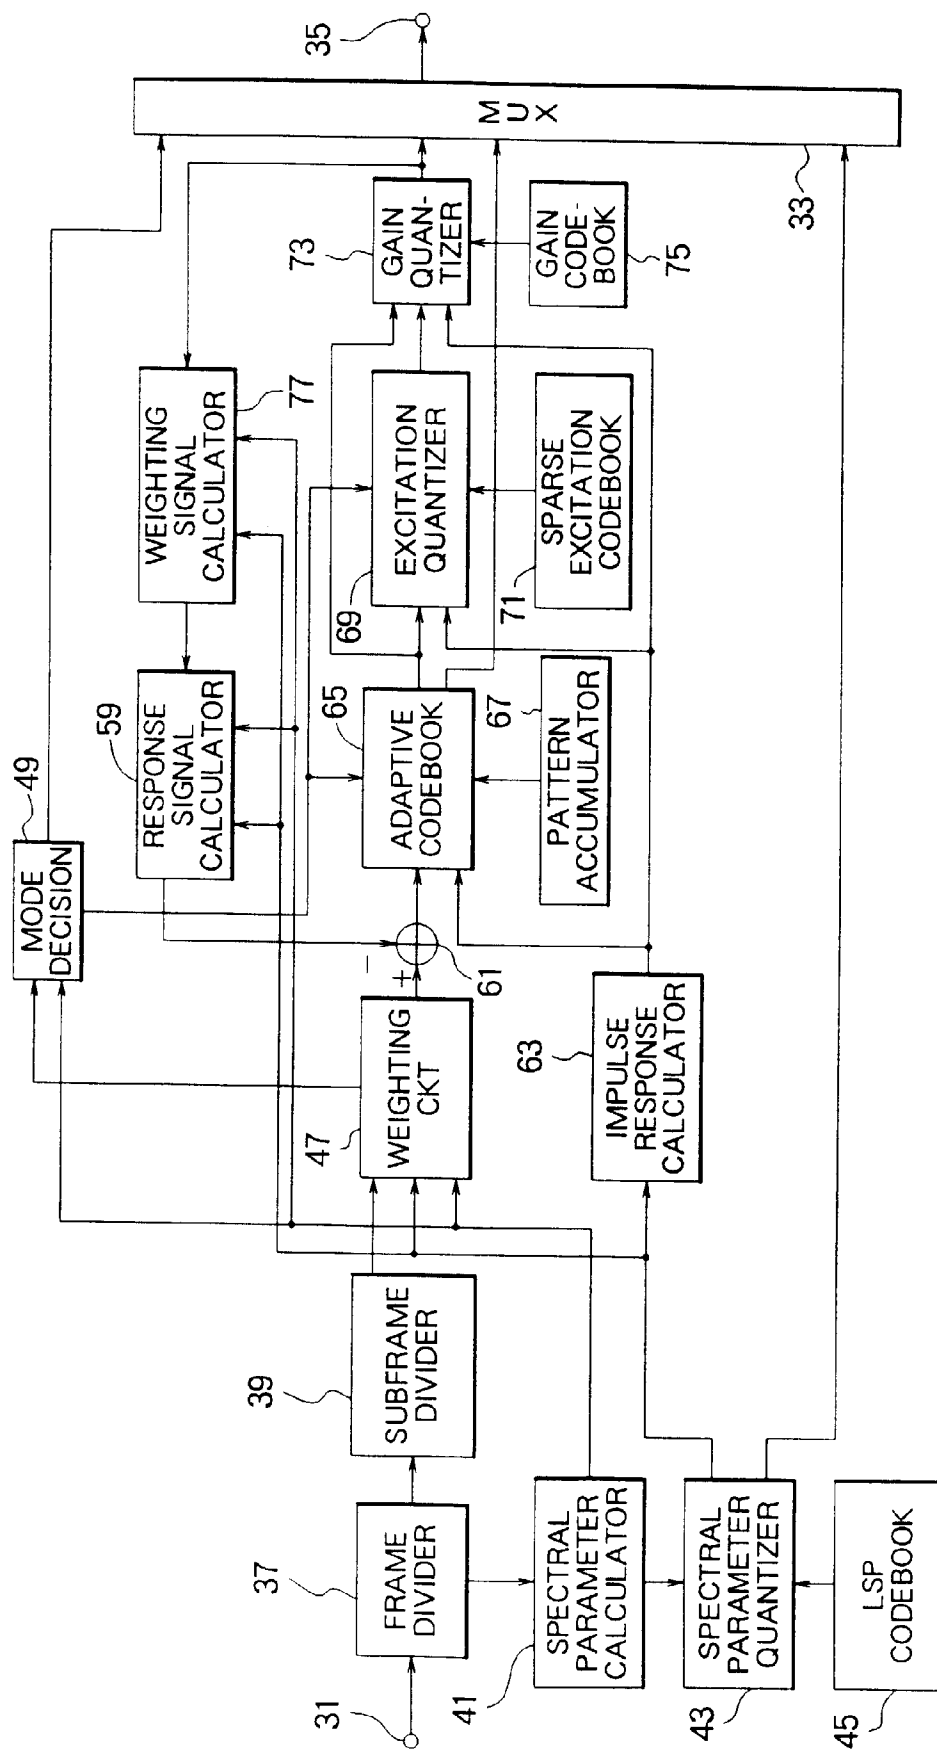 31
37
FRAME
DIVIDER
39
SUBFRAME
DIVIDER
41
SPECTRAL
PARAMETER
CALCULATOR
43
SPECTRAL
PARAMETER
QUANTIZER
45
LSP
CODEBOOK
47
WEIGHTING
CKT
49
MODE
DECISION
59
RESPONSE
SIGNAL
CALCULATOR
77
WEIGHTING
SIGNAL
CALCULATOR
−
+
61
63
IMPULSE
RESPONSE
CALCULATOR
65
ADAPTIVE
CODEBOOK
67
PATTERN
ACCUMULATOR
69
EXCITATION
QUANTIZER
71
SPARSE
EXCITATION
CODEBOOK
73
GAIN
QUAN-
TIZER
75
GAIN
CODE-
BOOK
MUX
33
35